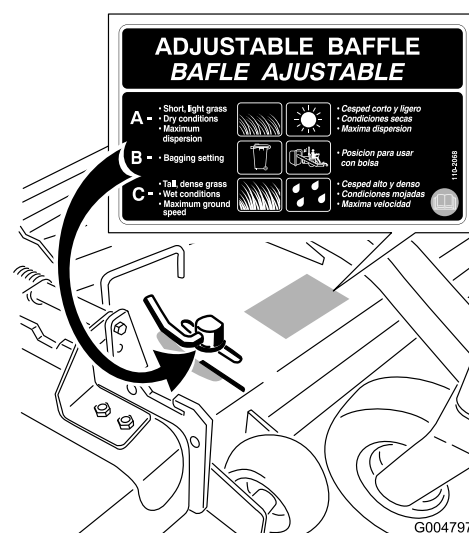 ADJUSTABLE BAFFLE
BAFLE AJUSTABLE
A - • Short, light grass
• Dry conditions
• Maximum
dispersion
• Cesped corto y ligero
• Condiciones secas
• Maxima dispersion
B - • Bagging setting
• Posicion para usar
con bolsa
C - • Tall, dense grass
• Wet conditions
• Maximum ground
speed
• Cesped alto y denso
• Condiciones mojadas
• Maxima velocidad
110-2068
G004797